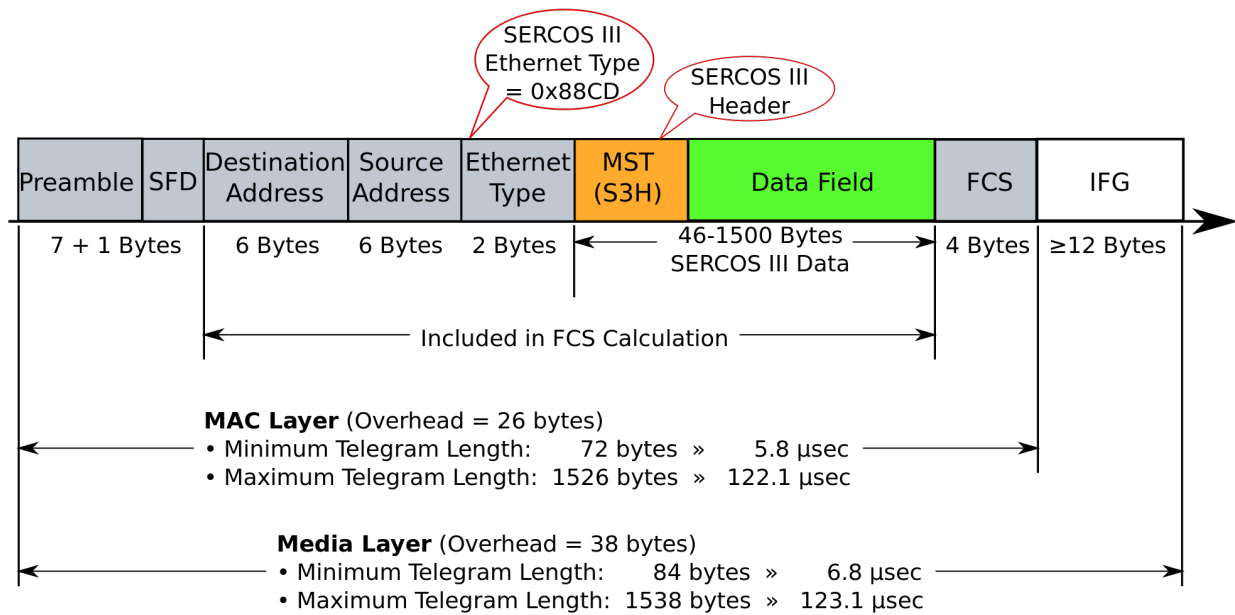 SERCOS III
Ethernet Type
= 0x88CD
SERCOS III
Header
Preamble
SFD
Destination
Address
Source
Address
Ethernet
Type
MST
(S3H)
Data Field
FCS
IFG
7 + 1 Bytes
6 Bytes
6 Bytes
2 Bytes
46-1500 Bytes
SERCOS III Data
4 Bytes
≥12 Bytes
Included in FCS Calculation
MAC Layer (Overhead = 26 bytes)
• Minimum Telegram Length: 72 bytes » 5.8 μsec
• Maximum Telegram Length: 1526 bytes » 122.1 μsec
Media Layer (Overhead = 38 bytes)
• Minimum Telegram Length: 84 bytes » 6.8 μsec
• Maximum Telegram Length: 1538 bytes » 123.1 μsec